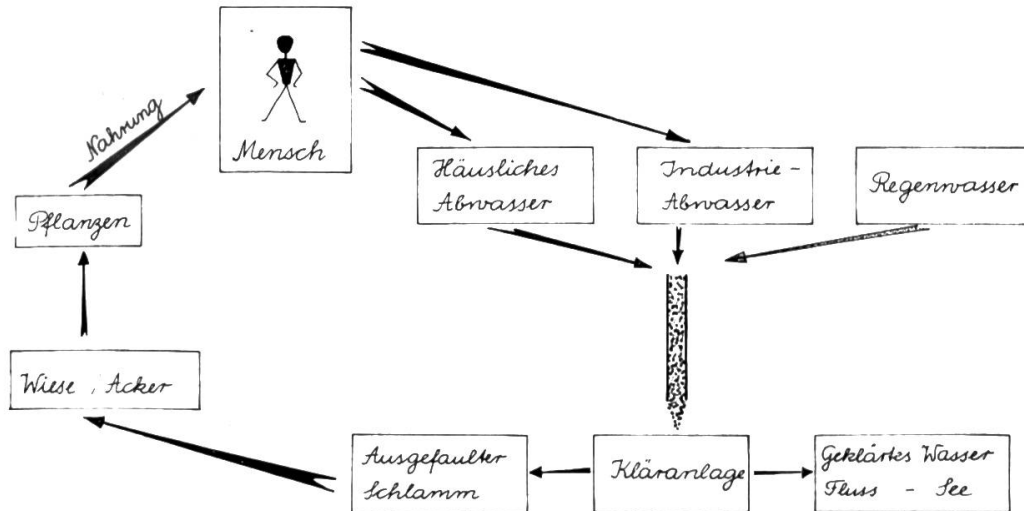 Mensch
Nahrung
Häusliches
Abwasser
Industrie-
Abwasser
Regenwasser
Pflanzen
Wiese, Acker
Ausgefaulter
Schlamm
Kläranlage
Geklärtes Wasser
Fluss - See